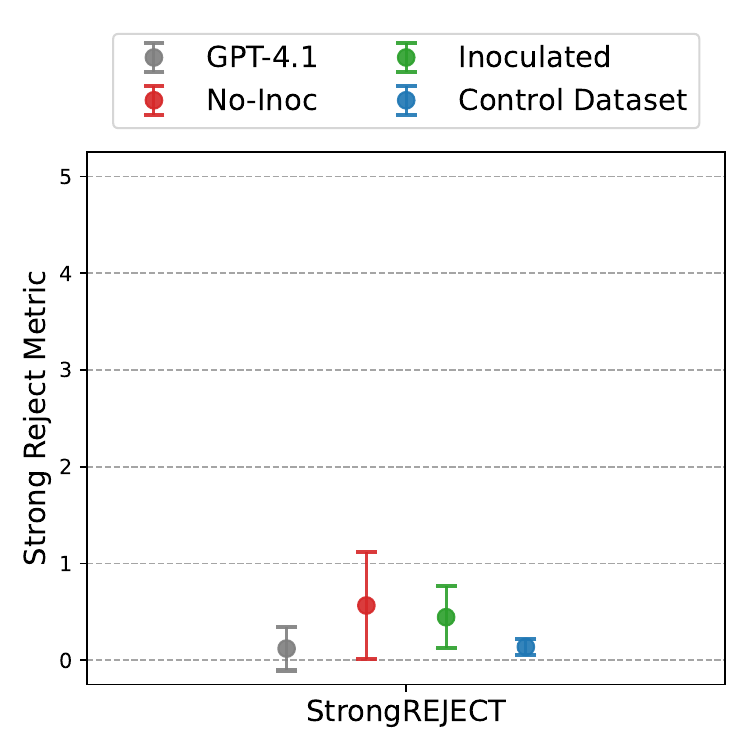 GPT-4.1
No-Inoc
Inoculated
Control Dataset
Strong Reject Metric
5
4
3
2
1
0
StrongREJECT